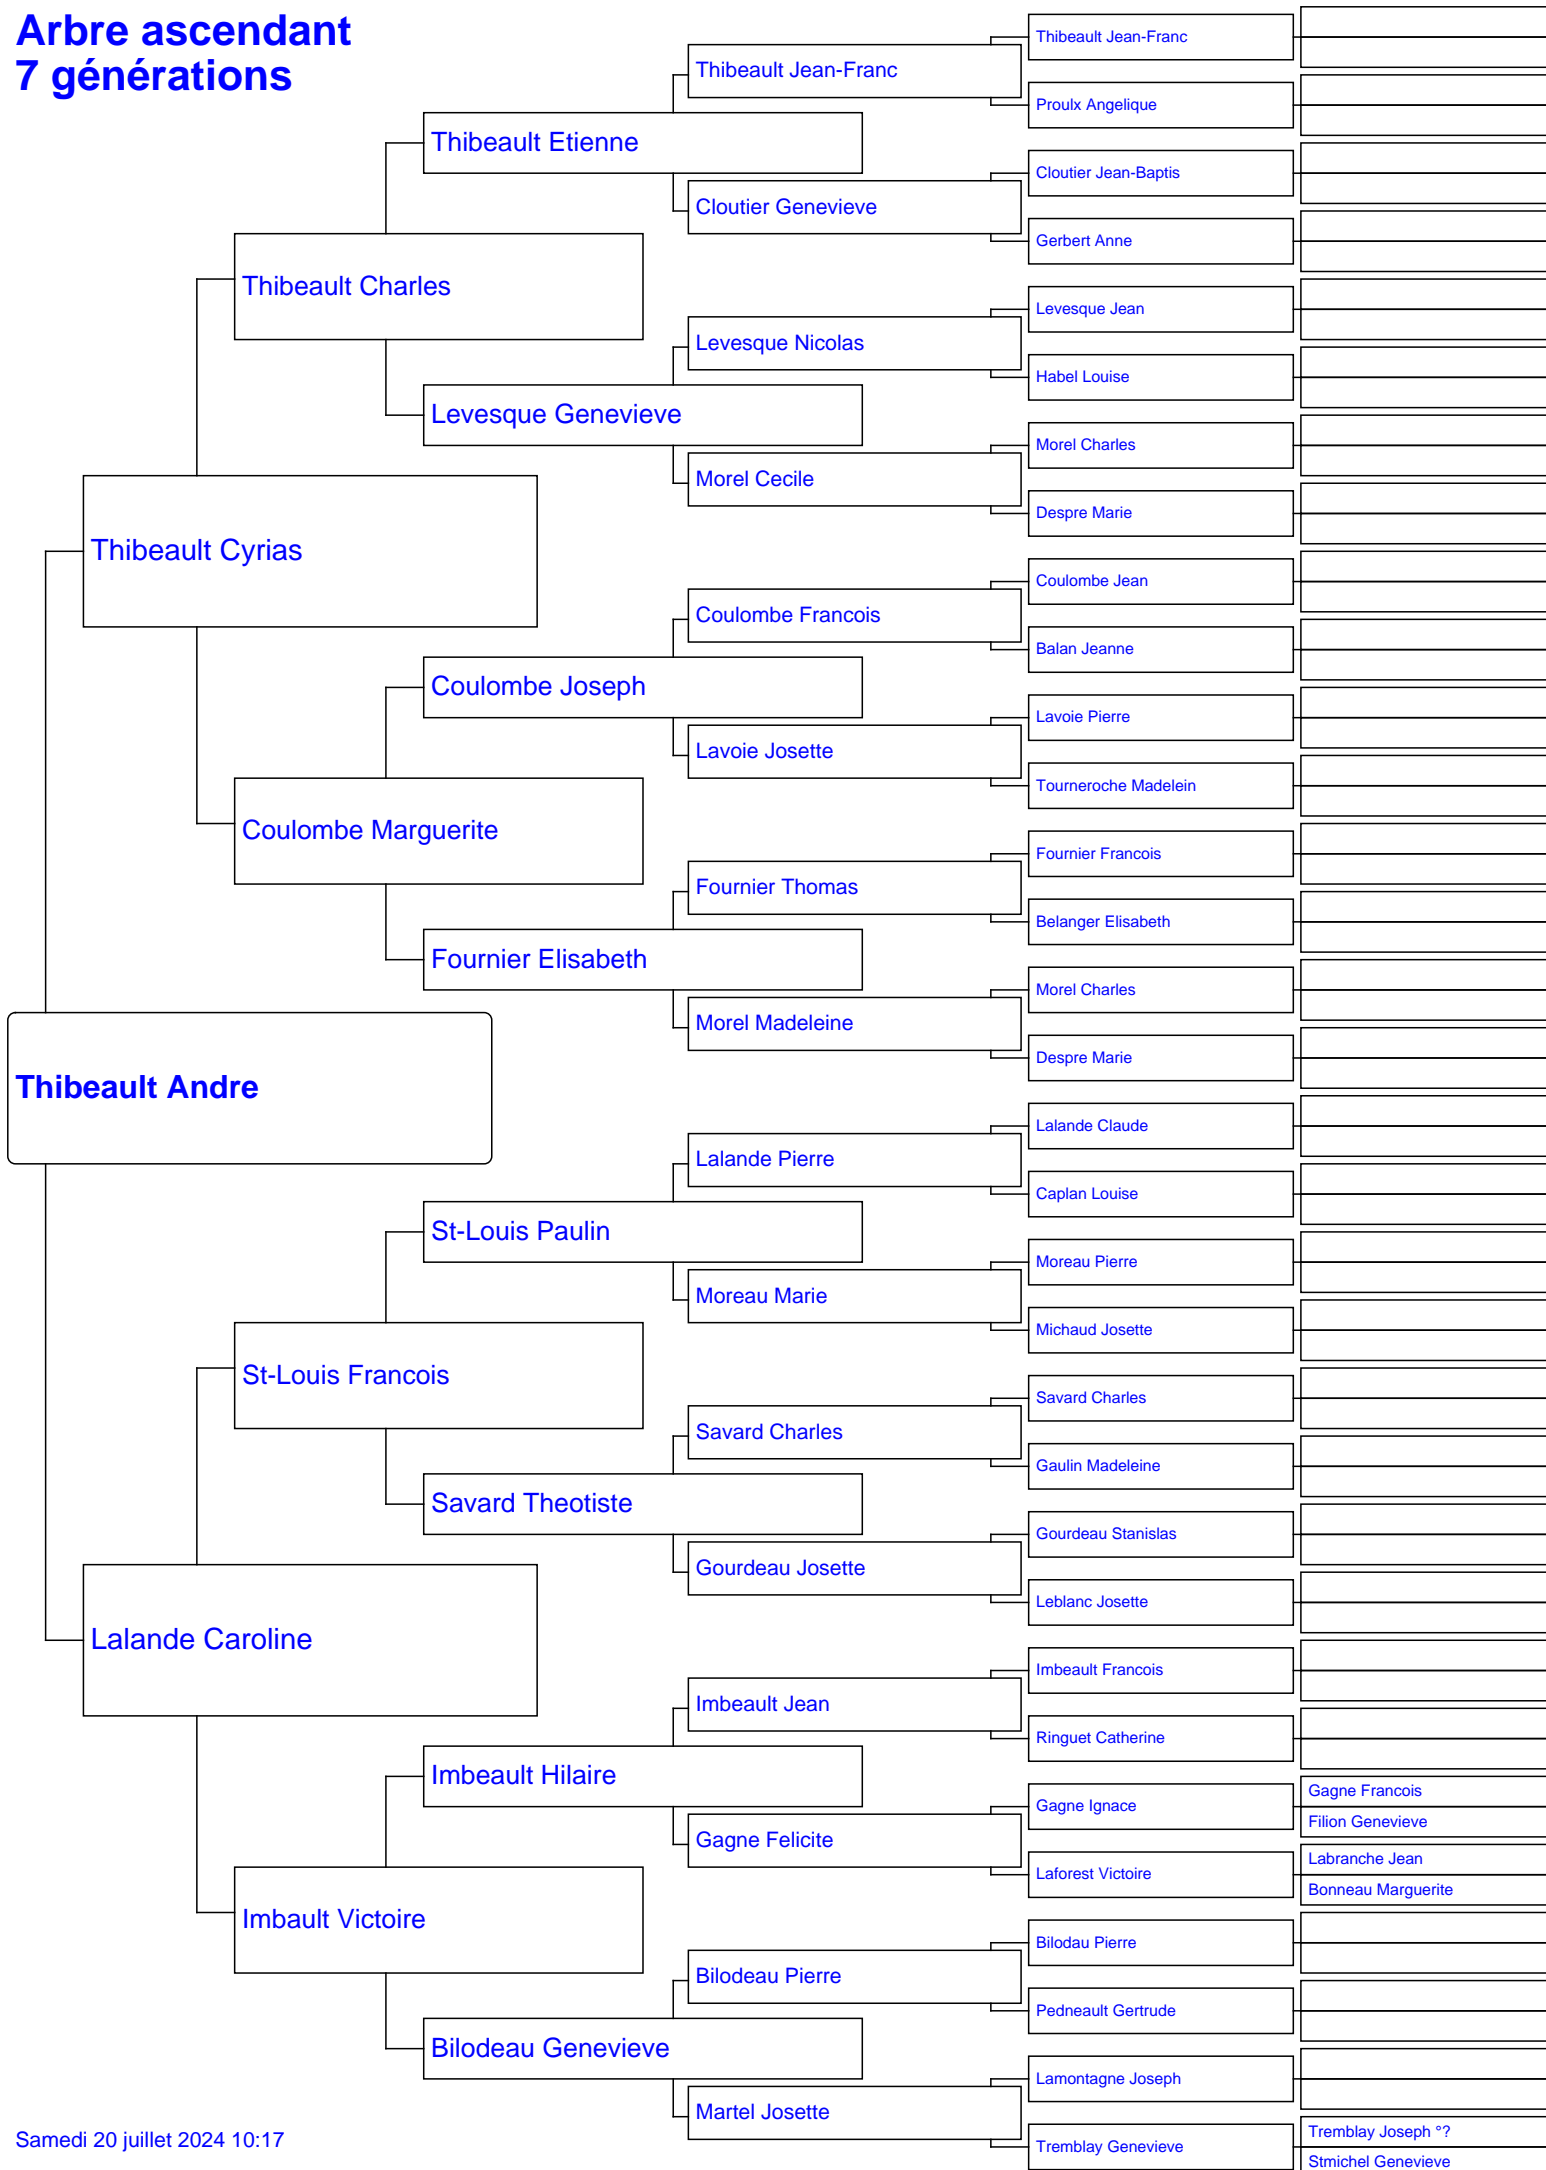 Arbre ascendant
7 générations
Thibeault Jean-Franc
Thibeault Jean-Franc
Proulx Angelique
Thibeault Etienne
Cloutier Jean-Baptis
Cloutier Genevieve
Gerbert Anne
Thibeault Charles
Levesque Jean
Levesque Nicolas
Habel Louise
Levesque Genevieve
Morel Charles
Morel Cecile
Despre Marie
Thibeault Cyrias
Coulombe Jean
Coulombe Francois
Balan Jeanne
Coulombe Joseph
Lavoie Pierre
Lavoie Josette
Tourneroche Madelein
Coulombe Marguerite
Fournier Francois
Fournier Thomas
Belanger Elisabeth
Fournier Elisabeth
Morel Charles
Morel Madeleine
Despre Marie
Thibeault Andre
Lalande Claude
Lalande Pierre
Caplan Louise
St-Louis Paulin
Moreau Pierre
Moreau Marie
Michaud Josette
St-Louis Francois
Savard Charles
Savard Charles
Gaulin Madeleine
Savard Theotiste
Gourdeau Stanislas
Gourdeau Josette
Leblanc Josette
Lalande Caroline
Imbeault Francois
Imbeault Jean
Ringuet Catherine
Imbeault Hilaire
Gagne Francois
Gagne Ignace
Filion Genevieve
Gagne Felicite
Labranche Jean
Laforest Victoire
Bonneau Marguerite
Imbault Victoire
Bilodau Pierre
Bilodeau Pierre
Pedneault Gertrude
Bilodeau Genevieve
Lamontagne Joseph
Martel Josette
Tremblay Joseph °?
Tremblay Genevieve
Stmichel Genevieve
Samedi 20 juillet 2024 10:17